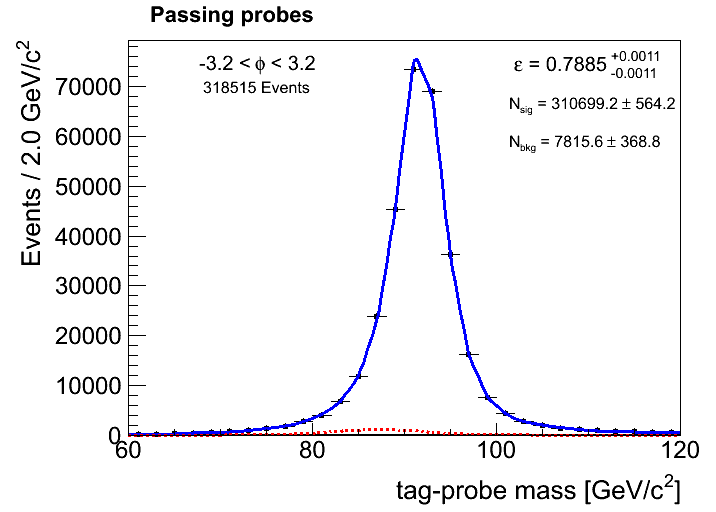 Passing probes
-3.2 < ϕ < 3.2
318515 Events
ε = 0.7885 +0.0011 -0.0011
Nsig = 310699.2 ± 564.2
Nbkg = 7815.6 ± 368.8
Events / 2.0 GeV/c²
70000
60000
50000
40000
30000
20000
10000
0
60 80 100 120
tag-probe mass [GeV/c²]